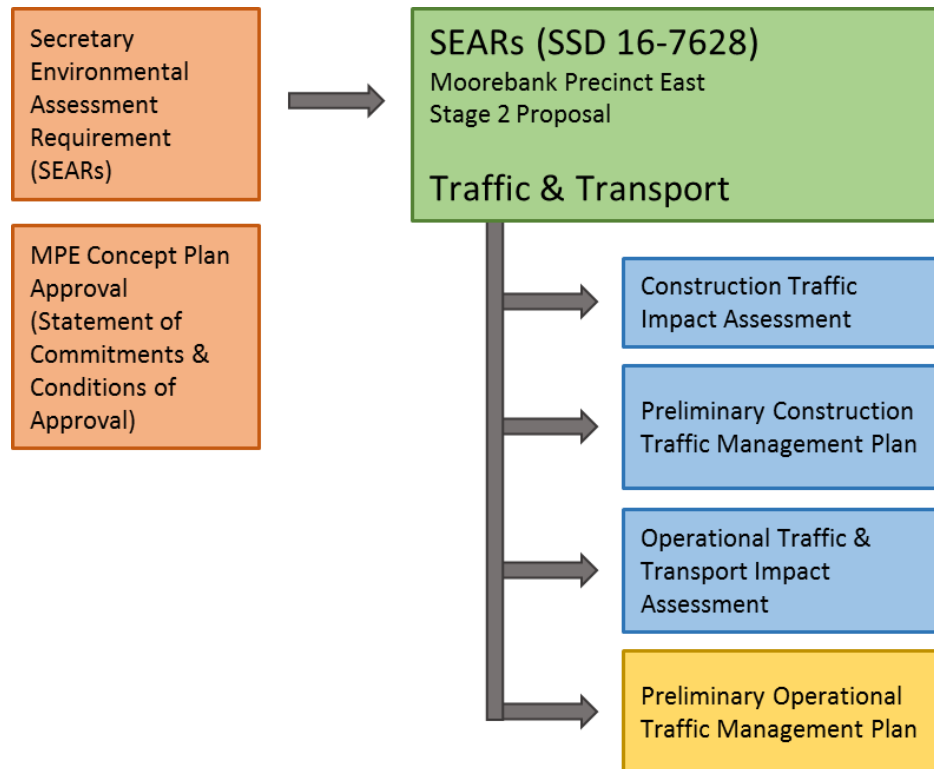 Secretary
Environmental
Assessment
Requirement
(SEARs)
MPE Concept Plan
Approval
(Statement of
Commitments &
Conditions of
Approval)
SEARs (SSD 16-7628)
Moorebank Precinct East
Stage 2 Proposal
Traffic & Transport
Construction Traffic
Impact Assessment
Preliminary Construction
Traffic Management Plan
Operational Traffic &
Transport Impact
Assessment
Preliminary Operational
Traffic Management Plan